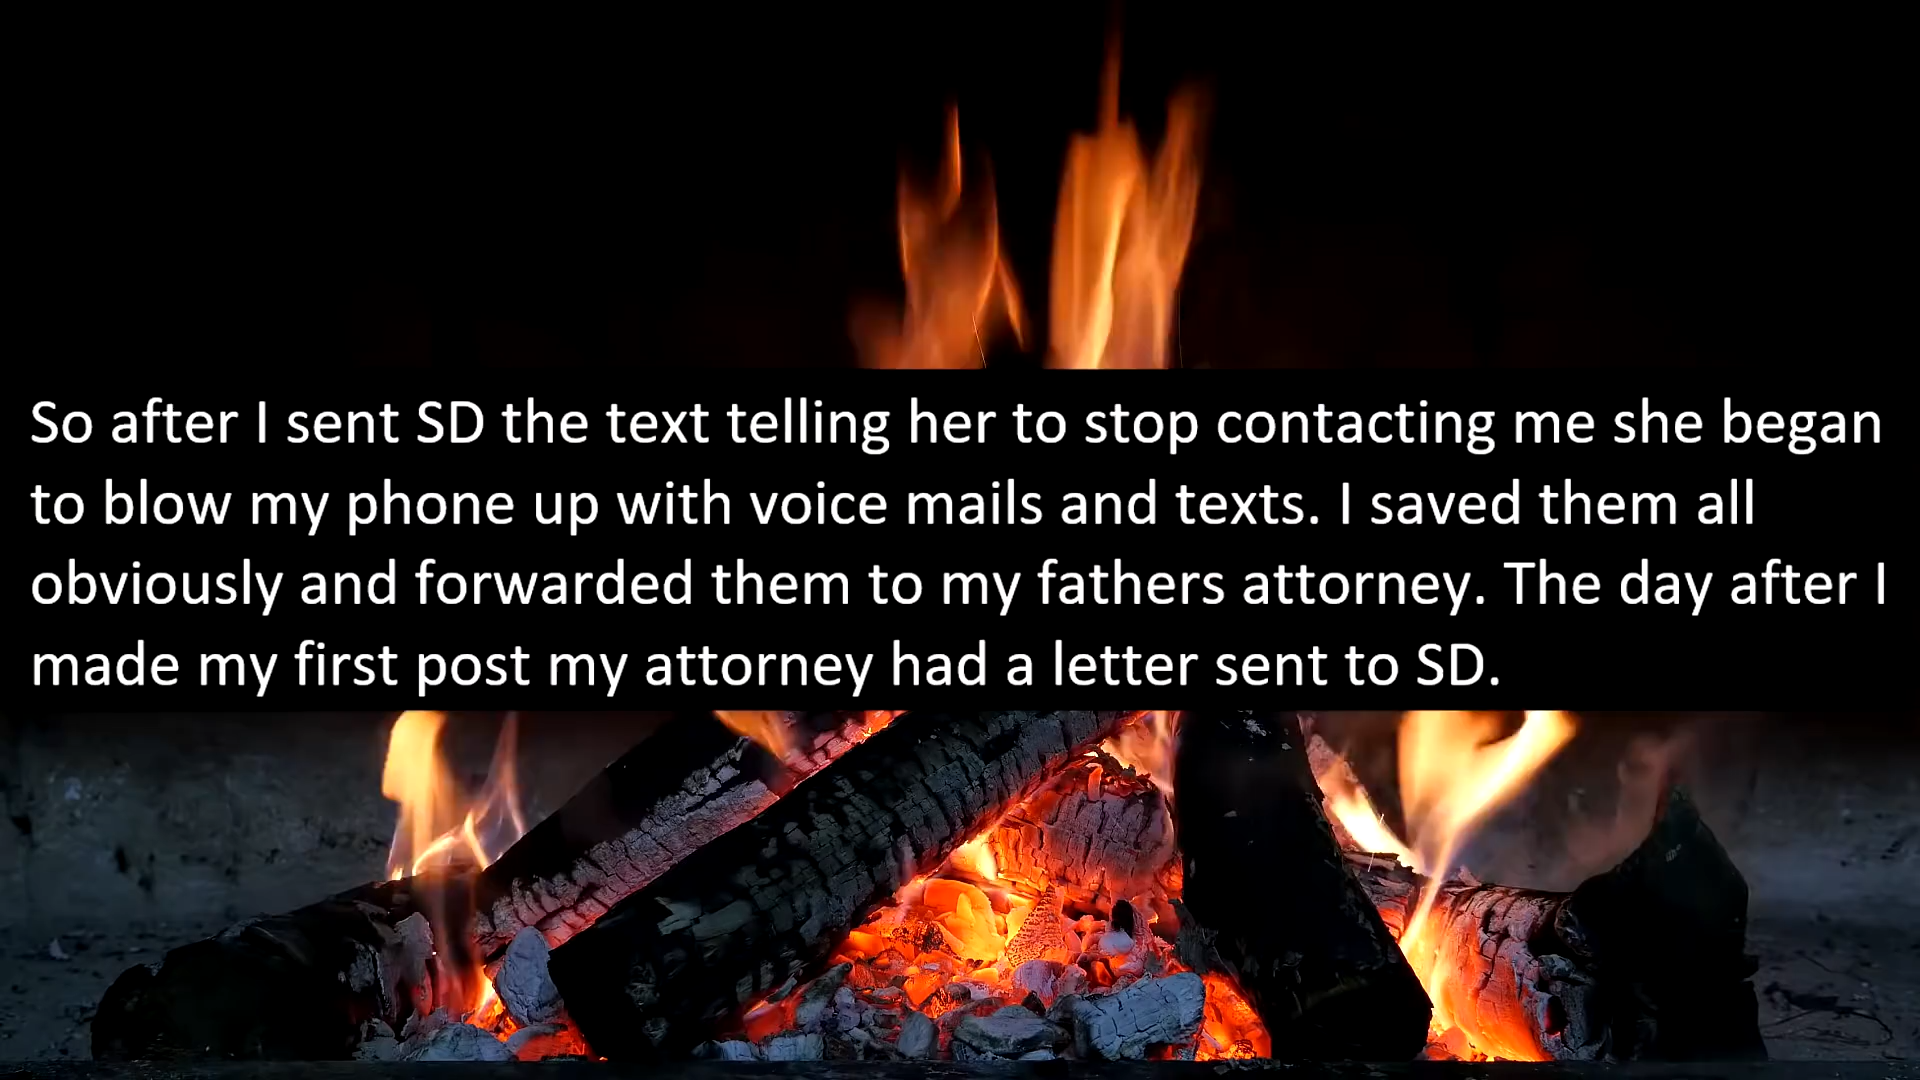 So after I sent SD the text telling her to stop contacting me she began
to blow my phone up with voice mails and texts. I saved them all
obviously and forwarded them to my fathers attorney. The day after I
made my first post my attorney had a letter sent to SD.